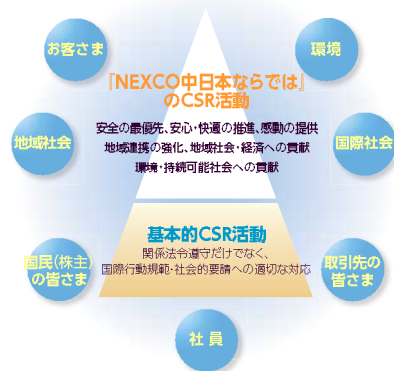 お客さま
環境
『NEXCO中日本ならでは』
のCSR活動
安全の最優先、安心・快適の推進、感動の提供
地域連携の強化、地域社会・経済への貢献
環境・持続可能社会への貢献
地域社会
国際社会
基本的CSR活動
関係法令遵守だけでなく、
国際行動規範・社会的要請への適切な対応
国民(株主)
の皆さま
取引先の
皆さま
社員